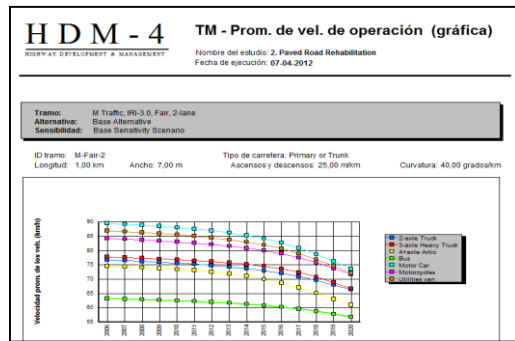 HDM-4
HIGHWAY DEVELOPMENT & MANAGEMENT
TM - Prom. de vel. de operación (gráfica)
Nombre del estudio: 2. Paved Road Rehabilitation
Fecha de ejecución: 07-04-2012
Tramo: M Traffic, IRI-3.0, Fair, 2-lane
Alternativa: Base Alternative
Sensibilidad: Base Sensitivity Scenario
ID tramo: M-Fair-2 Tipo de carretera: Primary or Trunk
Longitud: 1,00 km Ancho: 7,00 m Ascensos y descensos: 25,00 m/km Curvatura: 40,00 grados/km
Velocidad prom. de los veh. (km/h)
90
85
80
75
70
65
60
55
2006 2007 2008 2009 2010 2011 2012 2013 2014 2015 2016 2017 2018 2019 2020
2-axle Truck
3-axle Heavy Truck
4+axle Artic
Bus
Motor Car
Motorcycles
Utilities van